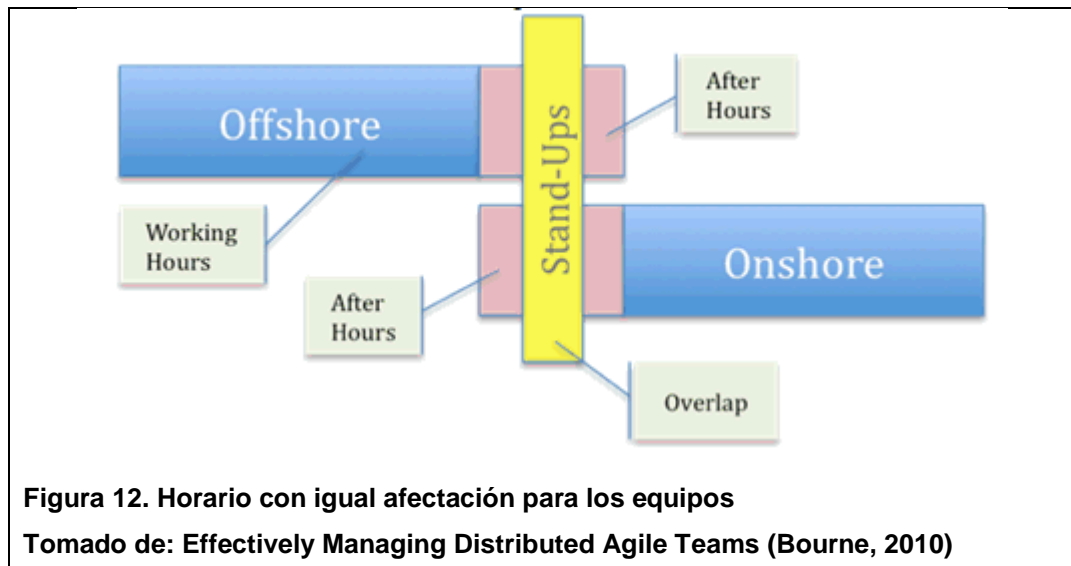 Offshore
After
Hours
Stand-Ups
Working
Hours
After
Hours
Onshore
Overlap
Figura 12. Horario con igual afectación para los equipos
Tomado de: Effectively Managing Distributed Agile Teams (Bourne, 2010)